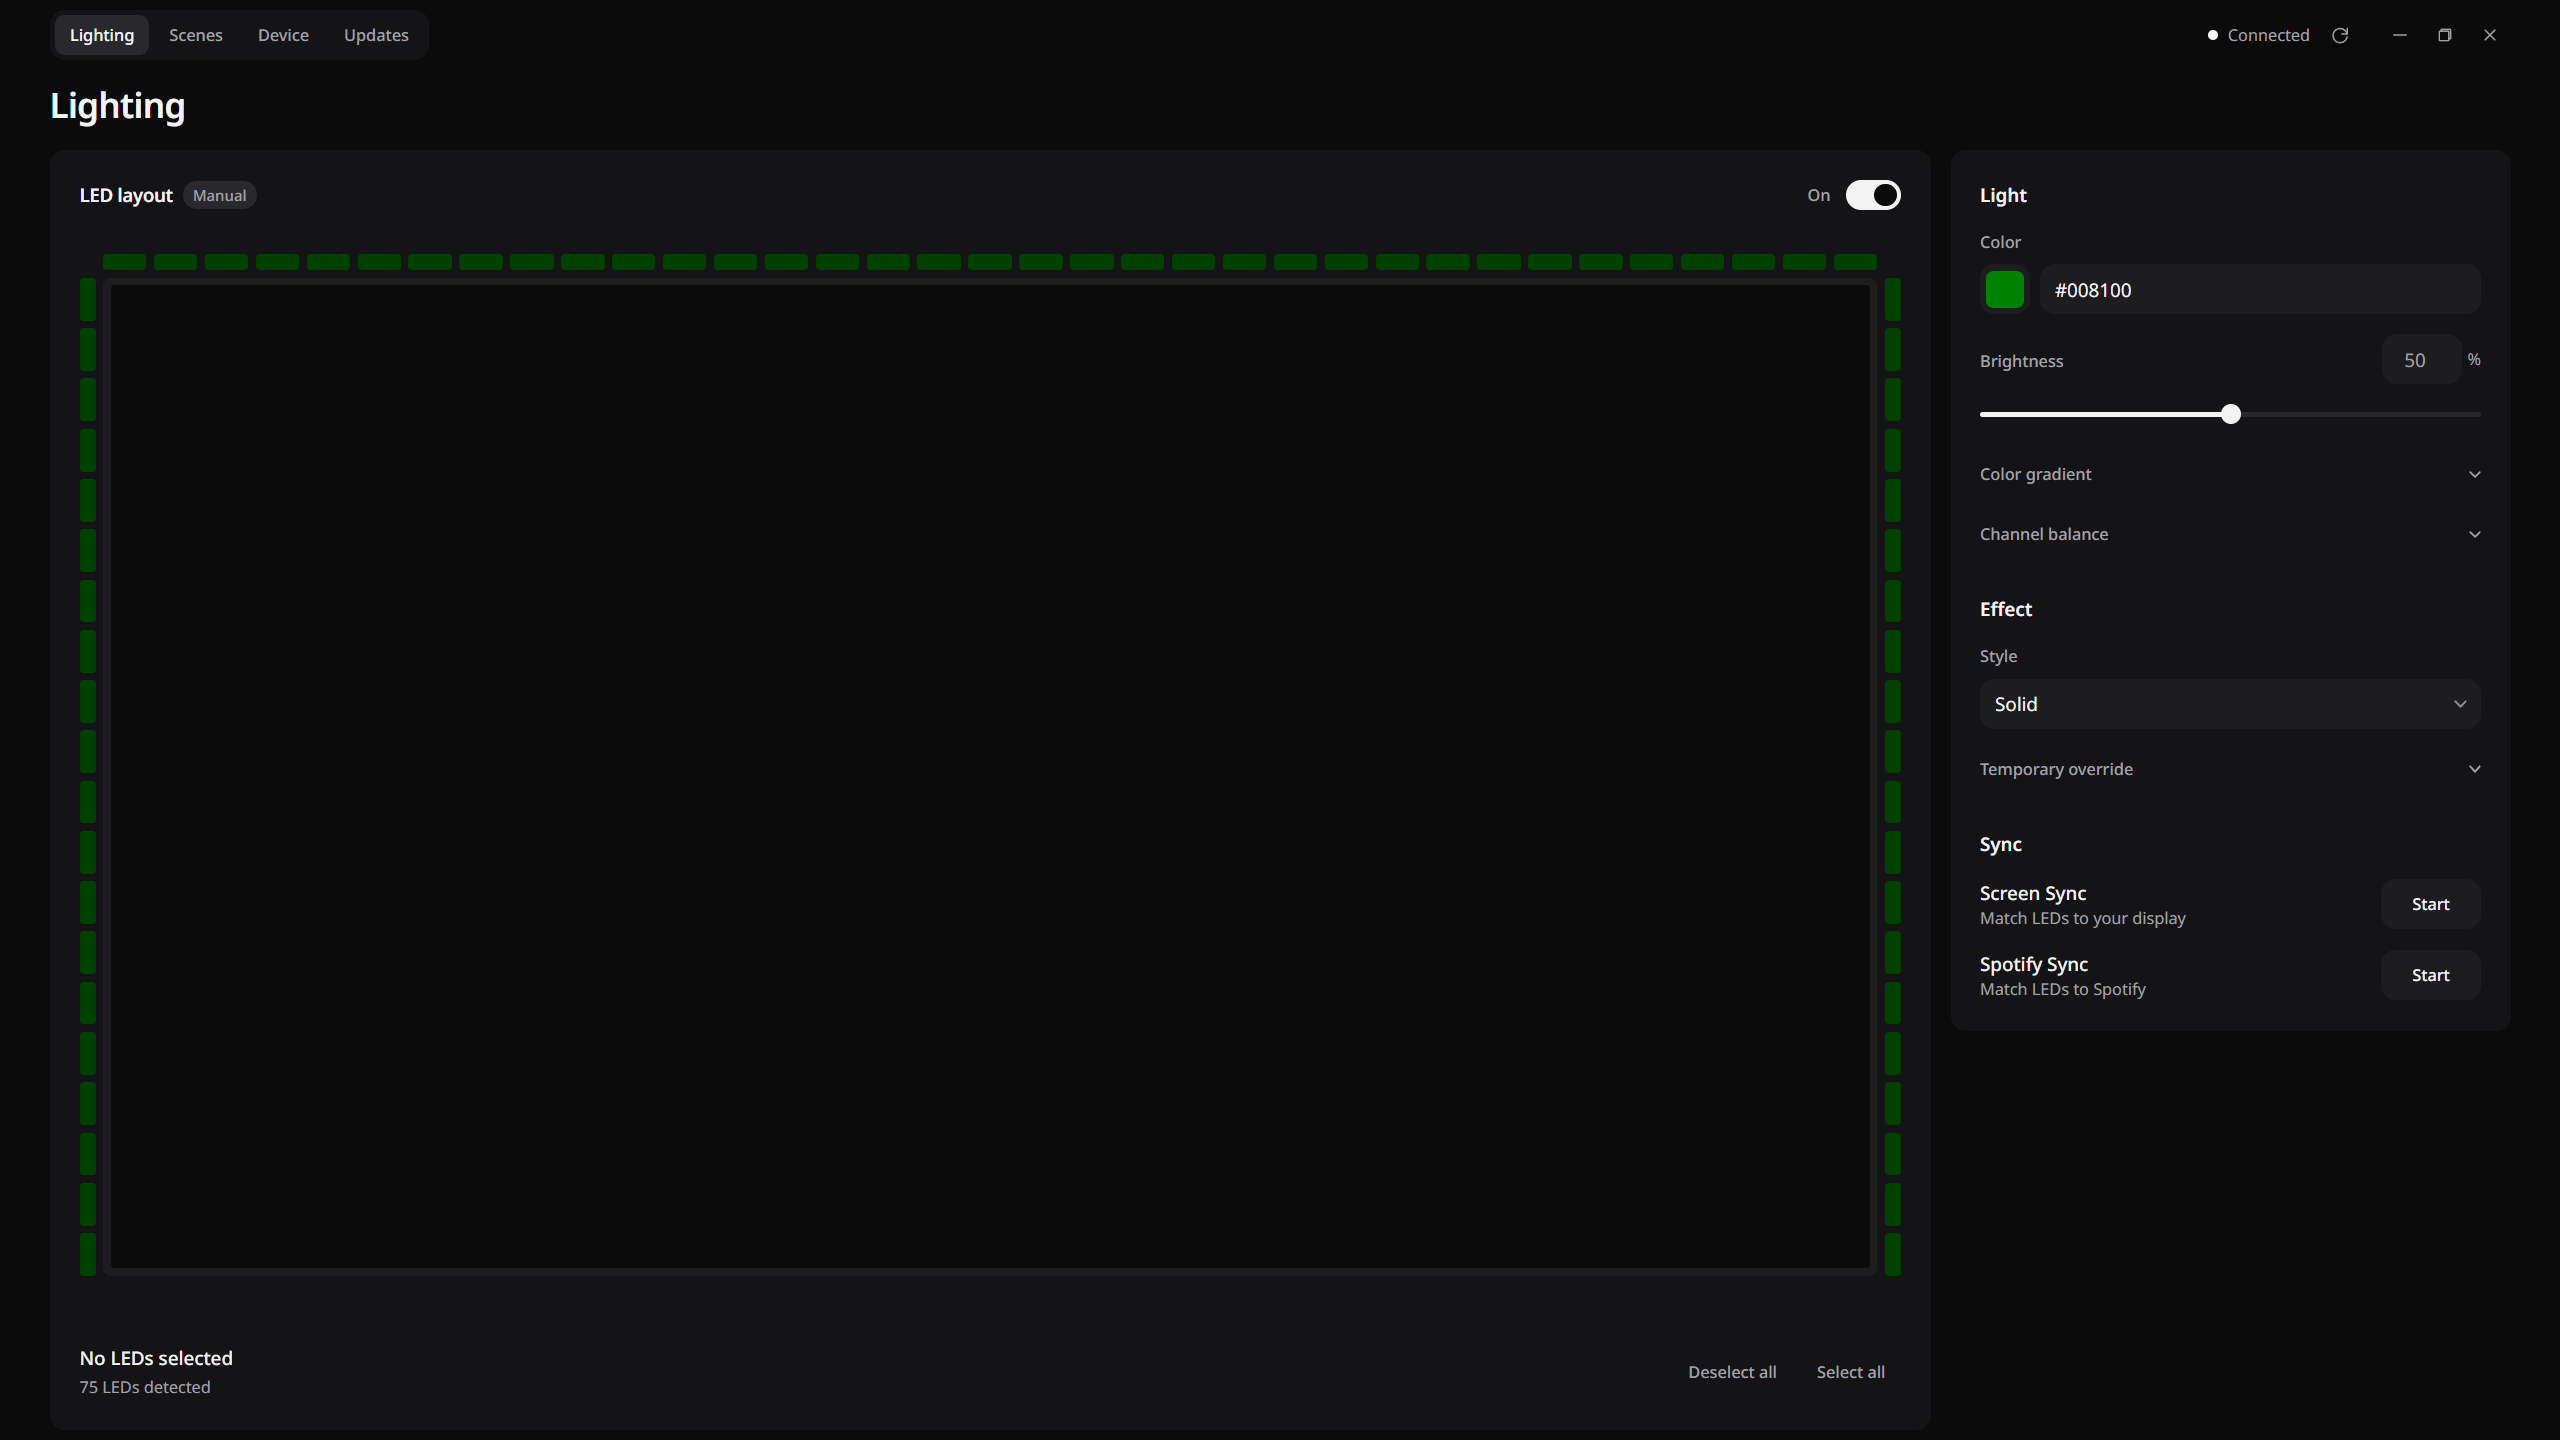 Lighting
Scenes
Device
Updates
Connected
Lighting
LED layout
Manual
On
No LEDs selected
75 LEDs detected
Deselect all
Select all
Light
Color
#008100
Brightness
50
%
Color gradient
Channel balance
Effect
Style
Solid
Temporary override
Sync
Screen Sync
Match LEDs to your display
Start
Spotify Sync
Match LEDs to Spotify
Start